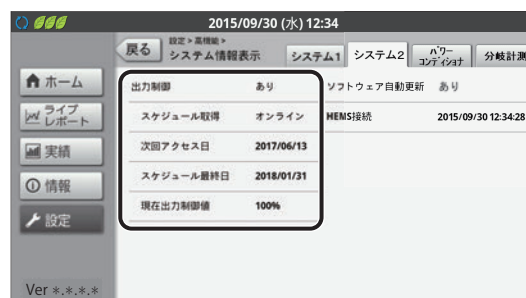 2015/09/30 (水) 12:34
戻る
設定 > 高機能 >
システム情報表示
システム1
システム2
パワー
コンディショナ
分岐計測
ホーム
ライブ
レポート
実績
情報
設定
Ver *.*.*.*
出力制御 あり
スケジュール取得 オンライン
次回アクセス日 2017/06/13
スケジュール最終日 2018/01/31
現在出力制御値 100%
ソフトウェア自動更新 あり
HEMS接続 2015/09/30 12:34:28